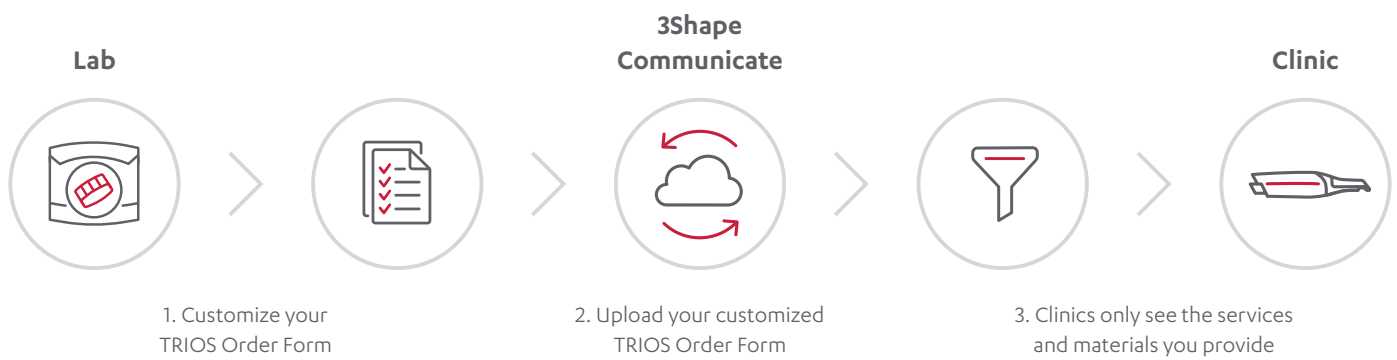 Lab
3Shape
Communicate
Clinic
1. Customize your
TRIOS Order Form
2. Upload your customized
TRIOS Order Form
3. Clinics only see the services
and materials you provide